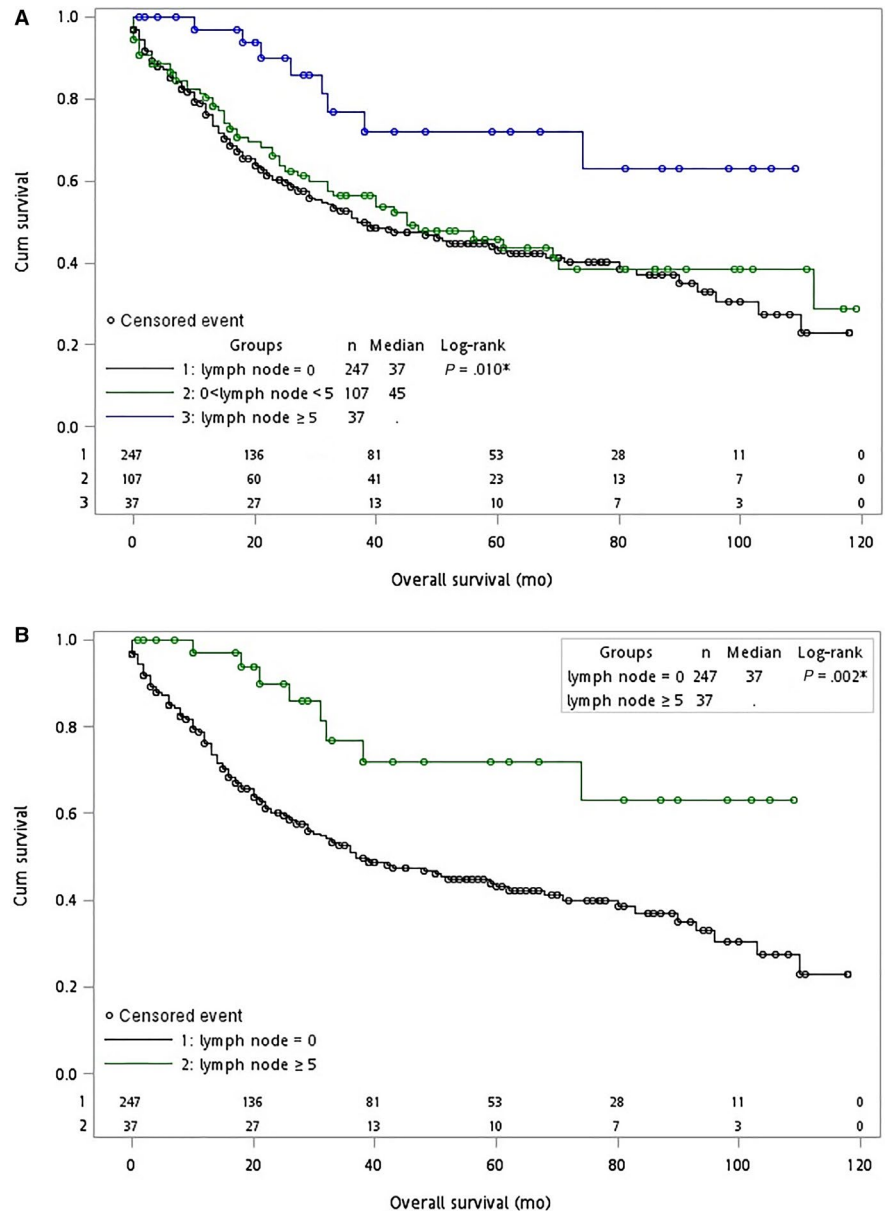 A
1.0
0.8
0.6
0.4
0.2
0.0
Cum survival
Censored event
Groups n Median Log-rank
1: lymph node = 0 247 37 P = .010*
2: 0<lymph node <5 107 45
3: lymph node ≥ 5 37 .
1 247 136 81 53 28 11 0
2 107 60 41 23 13 7 0
3 37 27 13 10 7 3 0
0 20 40 60 80 100 120
Overall survival (mo)
B
1.0
0.8
0.6
0.4
0.2
0.0
Cum survival
Groups n Median Log-rank
lymph node = 0 247 37 P = .002*
lymph node ≥ 5 37 .
Censored event
1: lymph node = 0
2: lymph node ≥ 5
1 247 136 81 53 28 11 0
2 37 27 13 10 7 3 0
0 20 40 60 80 100 120
Overall survival (mo)